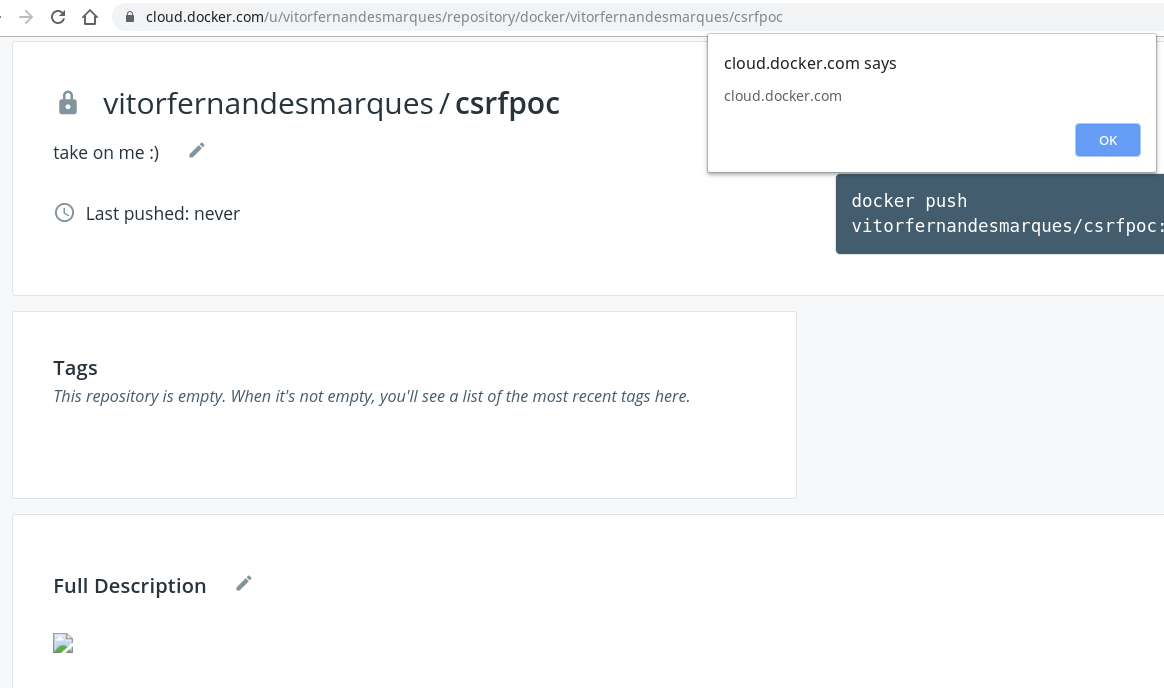 cloud.docker.com/u/vitorfernandesmarques/repository/docker/vitorfernandesmarques/csrfpoc
cloud.docker.com says
cloud.docker.com
OK
vitorfernandesmarques / csrfpoc
take on me :)
Last pushed: never
docker push
vitorfernandesmarques/csrfpoc:
Tags
This repository is empty. When it's not empty, you'll see a list of the most recent tags here.
Full Description